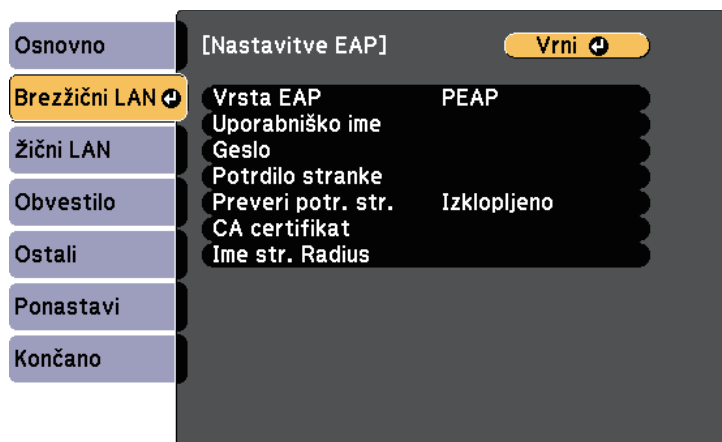 Osnovno
Brezžični LAN
Žični LAN
Obvestilo
Ostali
Ponastavi
Končano
[Nastavitve EAP] Vrni
Vrsta EAP PEAP
Uporabniško ime
Geslo
Potrdilo stranke
Preveri potr. str. Izklopljeno
CA certifikat
Ime str. Radius